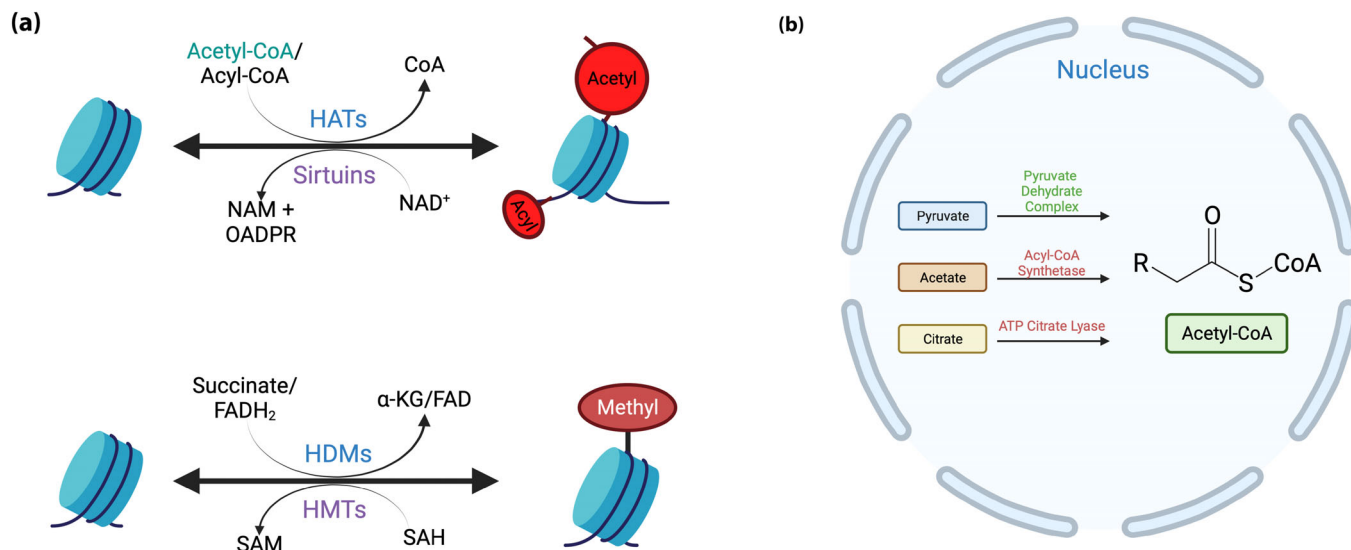 (a)
Acetyl-CoA/
Acyl-CoA
CoA
HATs
Sirtuins
NAM +
OADPR
NAD⁺
Acetyl
Acyl
Succinate/
FADH₂
α-KG/FAD
HDMs
HMTs
SAM
SAH
Methyl
(b)
Nucleus
Pyruvate
Pyruvate
Dehydrate
Complex
Acetate
Acyl-CoA
Synthetase
Citrate
ATP Citrate Lyase
O
R
S
CoA
Acetyl-CoA